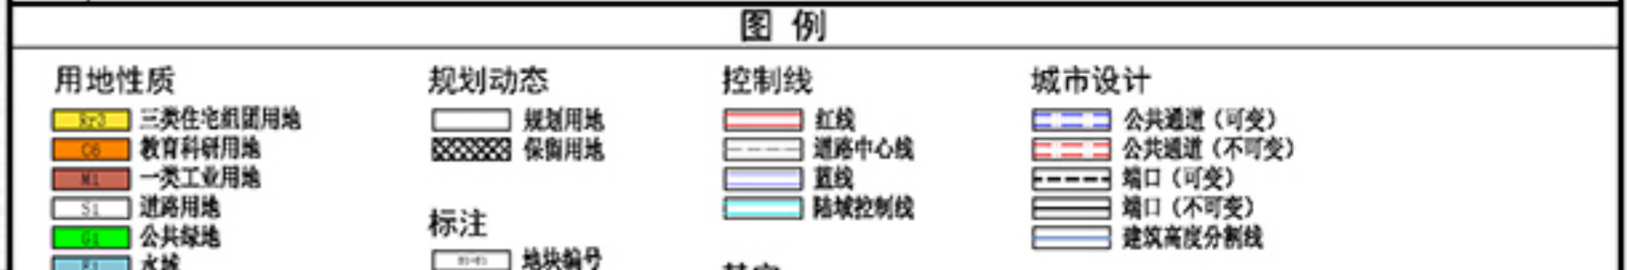 图 例
用地性质
Rr3 三类住宅组团用地
C6 教育科研用地
M1 一类工业用地
S1 道路用地
G1 公共绿地
E1 水域
规划动态
规划用地
保留用地
标注
地块编号
控制线
红线
道路中心线
蓝线
陆域控制线
城市设计
公共通道（可变）
公共通道（不可变）
端口（可变）
端口（不可变）
建筑高度分割线